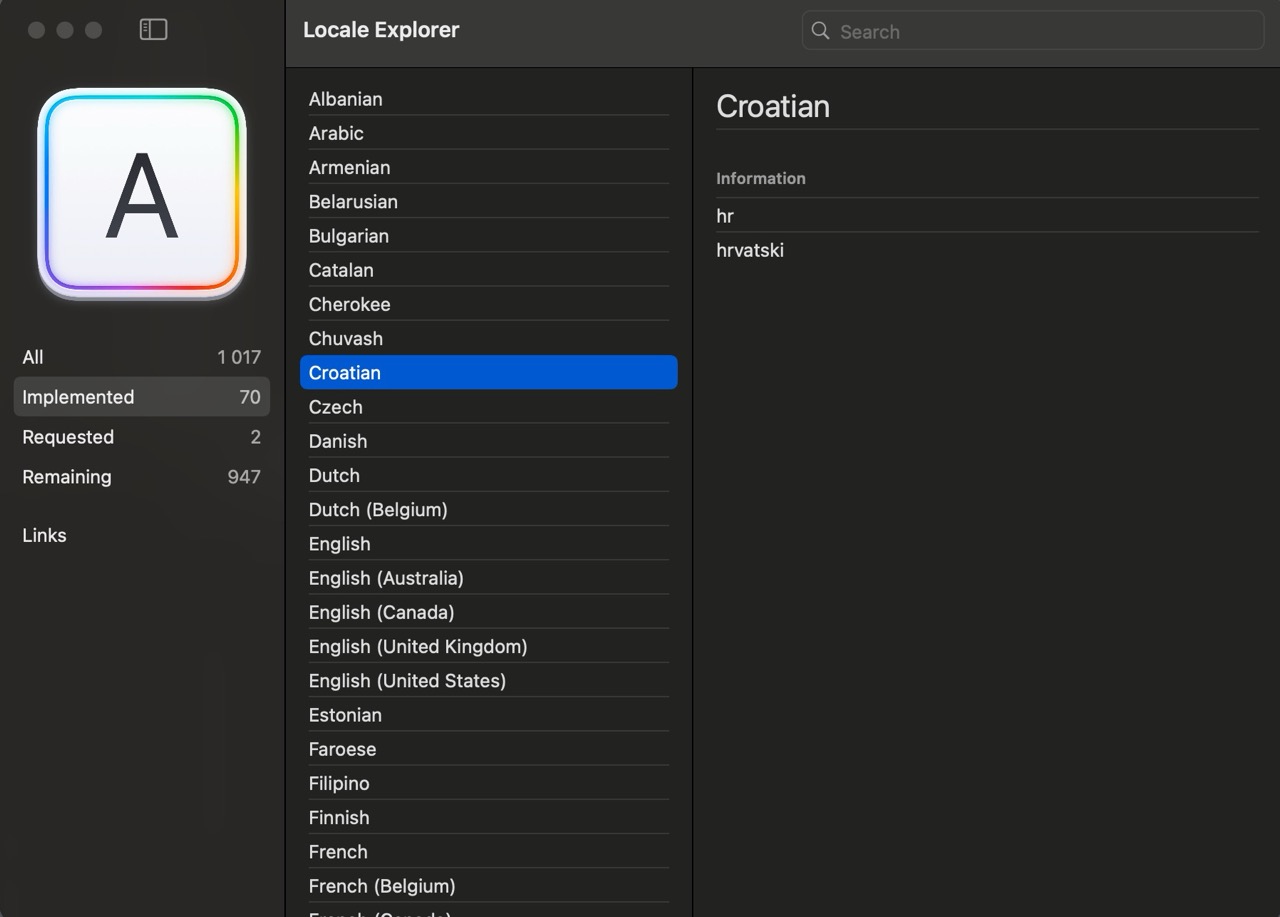 Locale Explorer
Search
A
All 1 017
Implemented 70
Requested 2
Remaining 947
Links
Albanian
Arabic
Armenian
Belarusian
Bulgarian
Catalan
Cherokee
Chuvash
Croatian
Czech
Danish
Dutch
Dutch (Belgium)
English
English (Australia)
English (Canada)
English (United Kingdom)
English (United States)
Estonian
Faroese
Filipino
Finnish
French
French (Belgium)
Croatian
Information
hr
hrvatski